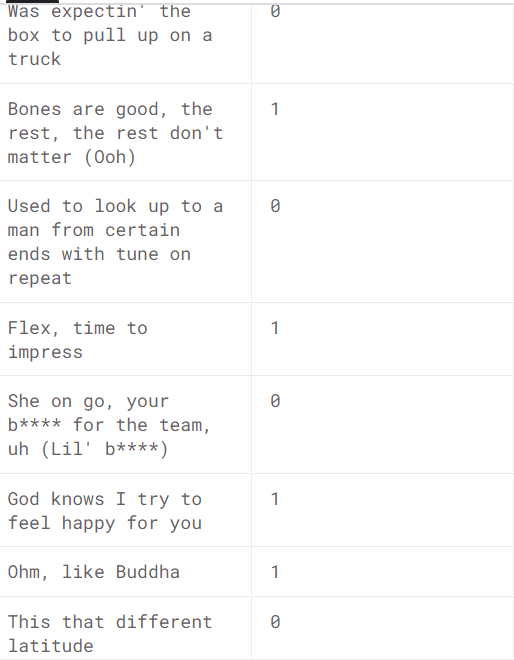 Was expectin' the 0
box to pull up on a
truck
Bones are good, the 1
rest, the rest don't
matter (Ooh)
Used to look up to a 0
man from certain
ends with tune on
repeat
Flex, time to 1
impress
She on go, your 0
b**** for the team,
uh (Lil' b****)
God knows I try to 1
feel happy for you
Ohm, like Buddha 1
This that different 0
latitude